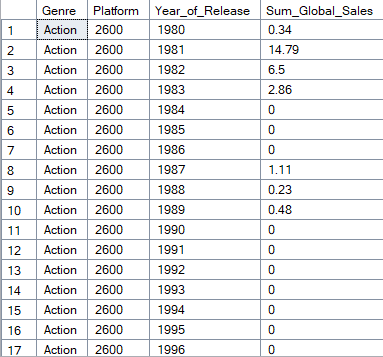 Genre Platform Year_of_Release Sum_Global_Sales
1 Action 2600 1980 0.34
2 Action 2600 1981 14.79
3 Action 2600 1982 6.5
4 Action 2600 1983 2.86
5 Action 2600 1984 0
6 Action 2600 1985 0
7 Action 2600 1986 0
8 Action 2600 1987 1.11
9 Action 2600 1988 0.23
10 Action 2600 1989 0.48
11 Action 2600 1990 0
12 Action 2600 1991 0
13 Action 2600 1992 0
14 Action 2600 1993 0
15 Action 2600 1994 0
16 Action 2600 1995 0
17 Action 2600 1996 0